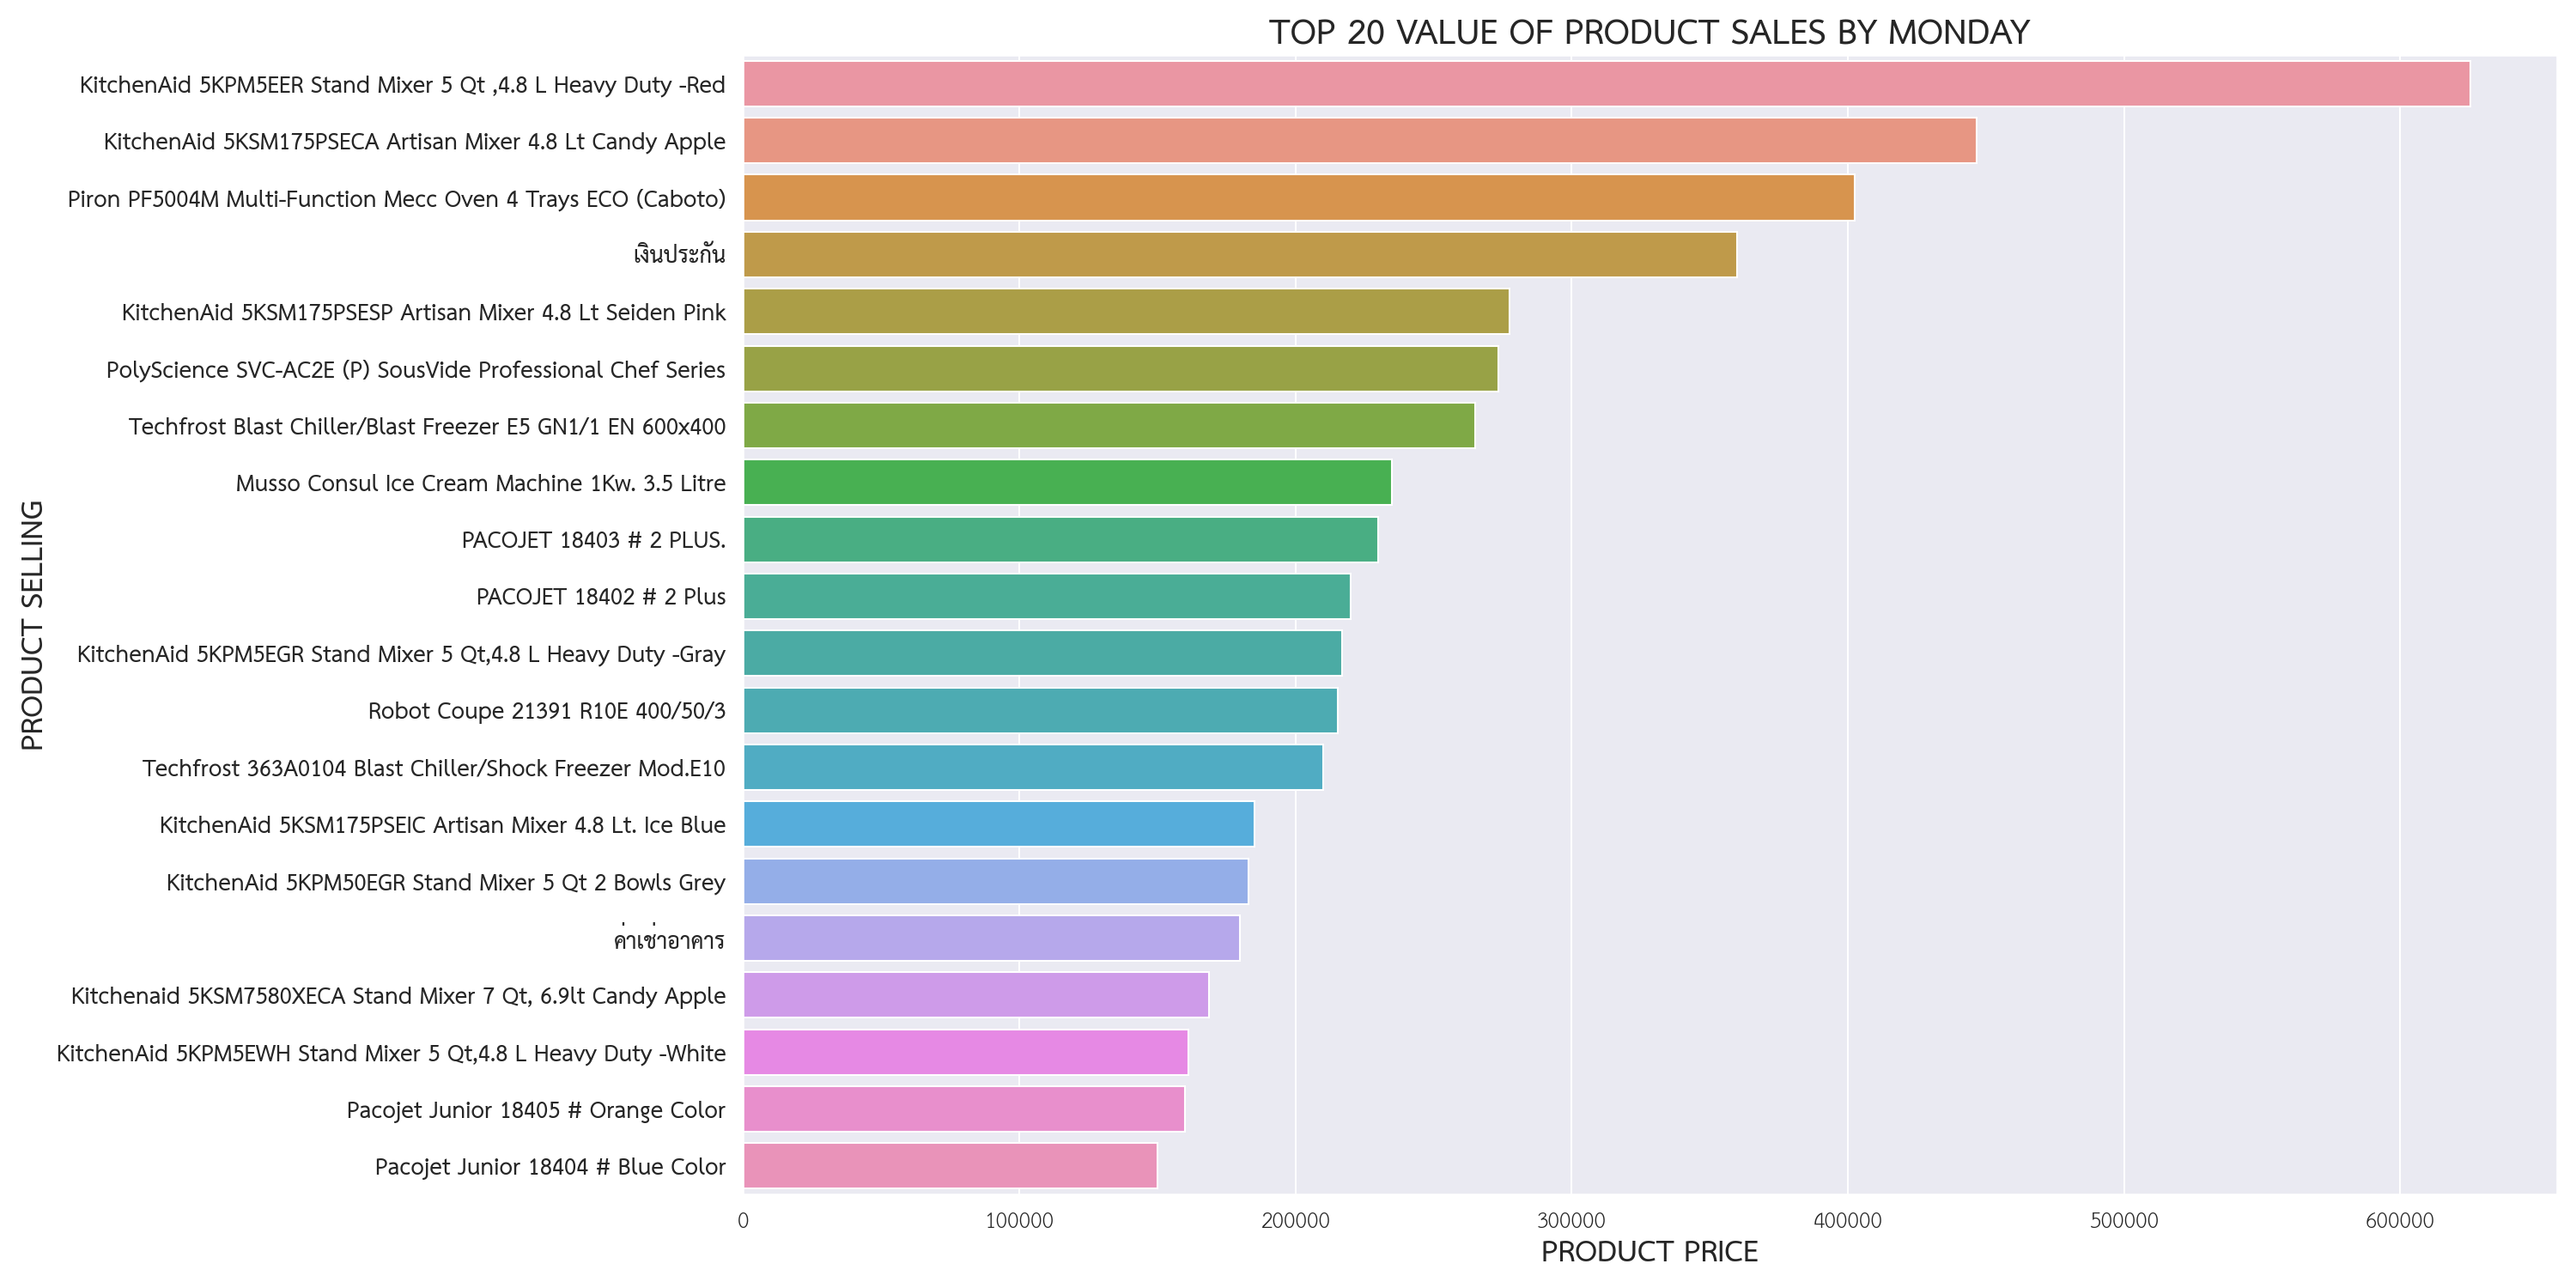 TOP 20 VALUE OF PRODUCT SALES BY MONDAY
PRODUCT SELLING
KitchenAid 5KPM5EER Stand Mixer 5 Qt ,4.8 L Heavy Duty -Red
KitchenAid 5KSM175PSECA Artisan Mixer 4.8 Lt Candy Apple
Piron PF5004M Multi-Function Mecc Oven 4 Trays ECO (Caboto)
เงินประกัน
KitchenAid 5KSM175PSESP Artisan Mixer 4.8 Lt Seiden Pink
PolyScience SVC-AC2E (P) SousVide Professional Chef Series
Techfrost Blast Chiller/Blast Freezer E5 GN1/1 EN 600x400
Musso Consul Ice Cream Machine 1Kw. 3.5 Litre
PACOJET 18403 # 2 PLUS.
PACOJET 18402 # 2 Plus
KitchenAid 5KPM5EGR Stand Mixer 5 Qt,4.8 L Heavy Duty -Gray
Robot Coupe 21391 R10E 400/50/3
Techfrost 363A0104 Blast Chiller/Shock Freezer Mod.E10
KitchenAid 5KSM175PSEIC Artisan Mixer 4.8 Lt. Ice Blue
KitchenAid 5KPM50EGR Stand Mixer 5 Qt 2 Bowls Grey
ค่าเช่าอาคาร
Kitchenaid 5KSM7580XECA Stand Mixer 7 Qt, 6.9lt Candy Apple
KitchenAid 5KPM5EWH Stand Mixer 5 Qt,4.8 L Heavy Duty -White
Pacojet Junior 18405 # Orange Color
Pacojet Junior 18404 # Blue Color
0 100000 200000 300000 400000 500000 600000
PRODUCT PRICE